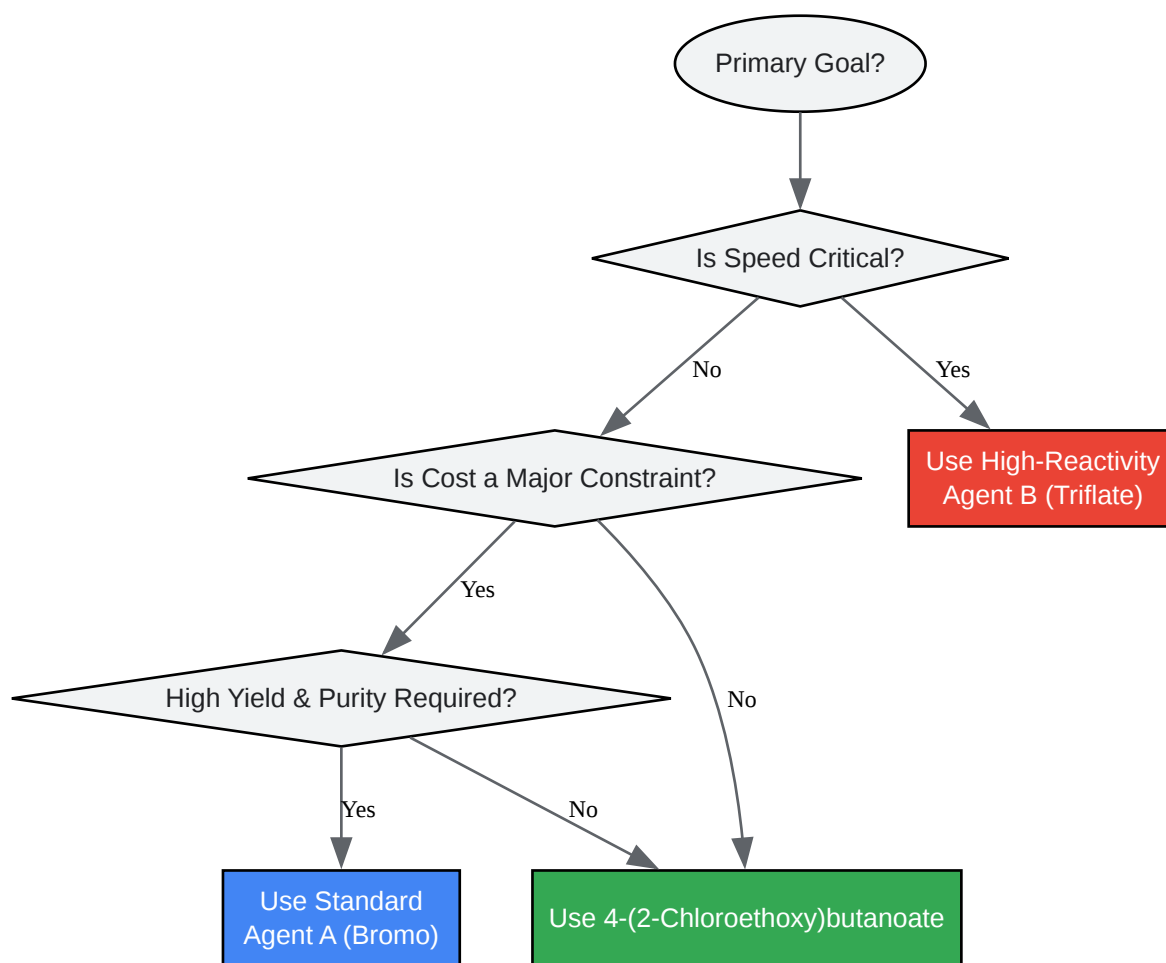 Primary Goal?
Is Speed Critical?
No
Yes
Is Cost a Major Constraint?
Use High-Reactivity
Agent B (Triflate)
Yes
High Yield & Purity Required?
No
Yes
No
Use Standard
Agent A (Bromo)
Use 4-(2-Chloroethoxy)butanoate